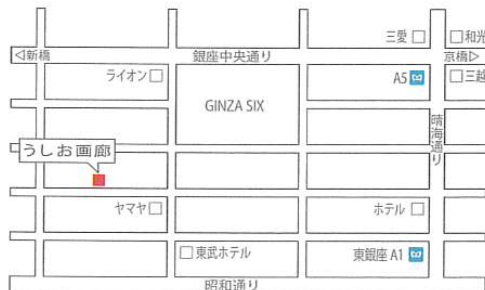 三愛
和光
◁新橋
銀座中央通り
京橋▷
ライオン
A5
三越
GINZA SIX
晴海通り
うしお画廊
ヤマヤ
ホテル
東武ホテル
東銀座 A1
昭和通り